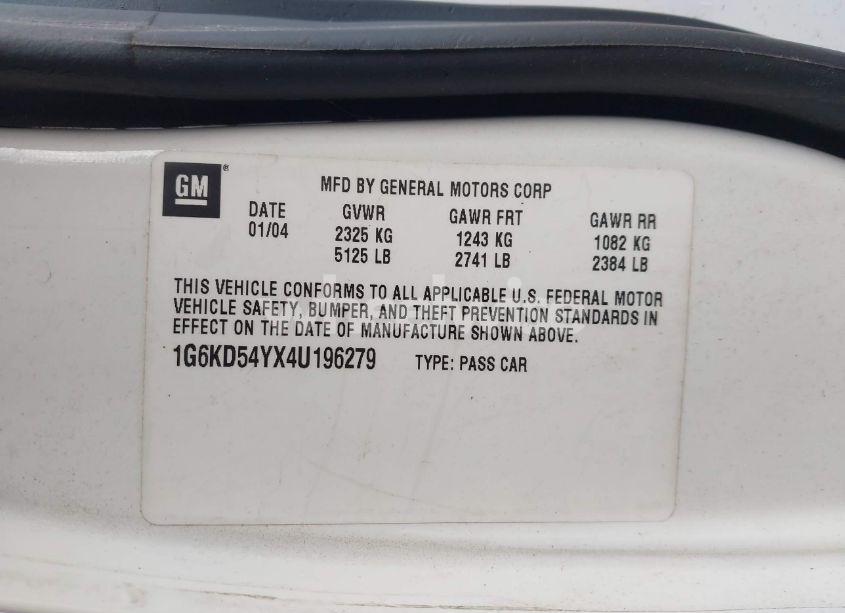 GM®
MFD BY GENERAL MOTORS CORP
DATE GVWR GAWR FRT GAWR RR
01/04 2325 KG 1243 KG 1082 KG
5125 LB 2741 LB 2384 LB
THIS VEHICLE CONFORMS TO ALL APPLICABLE U.S. FEDERAL MOTOR
VEHICLE SAFETY, BUMPER, AND THEFT PREVENTION STANDARDS IN
EFFECT ON THE DATE OF MANUFACTURE SHOWN ABOVE.
1G6KD54YX4U196279 TYPE: PASS CAR